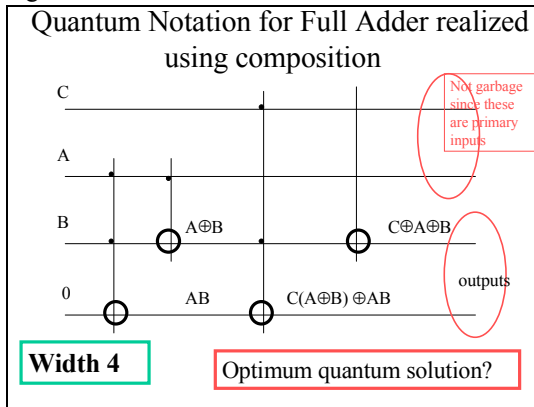 Quantum Notation for Full Adder realized
using composition
C
Not garbage
since these
are primary
inputs
A
B
A⊕B
C⊕A⊕B
outputs
0
AB
C(A⊕B) ⊕AB
Width 4
Optimum quantum solution?